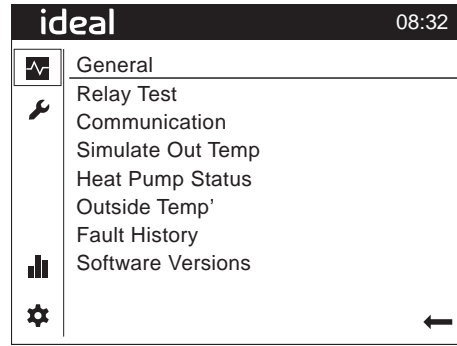 ideal 08:32
General
Relay Test
Communication
Simulate Out Temp
Heat Pump Status
Outside Temp’
Fault History
Software Versions